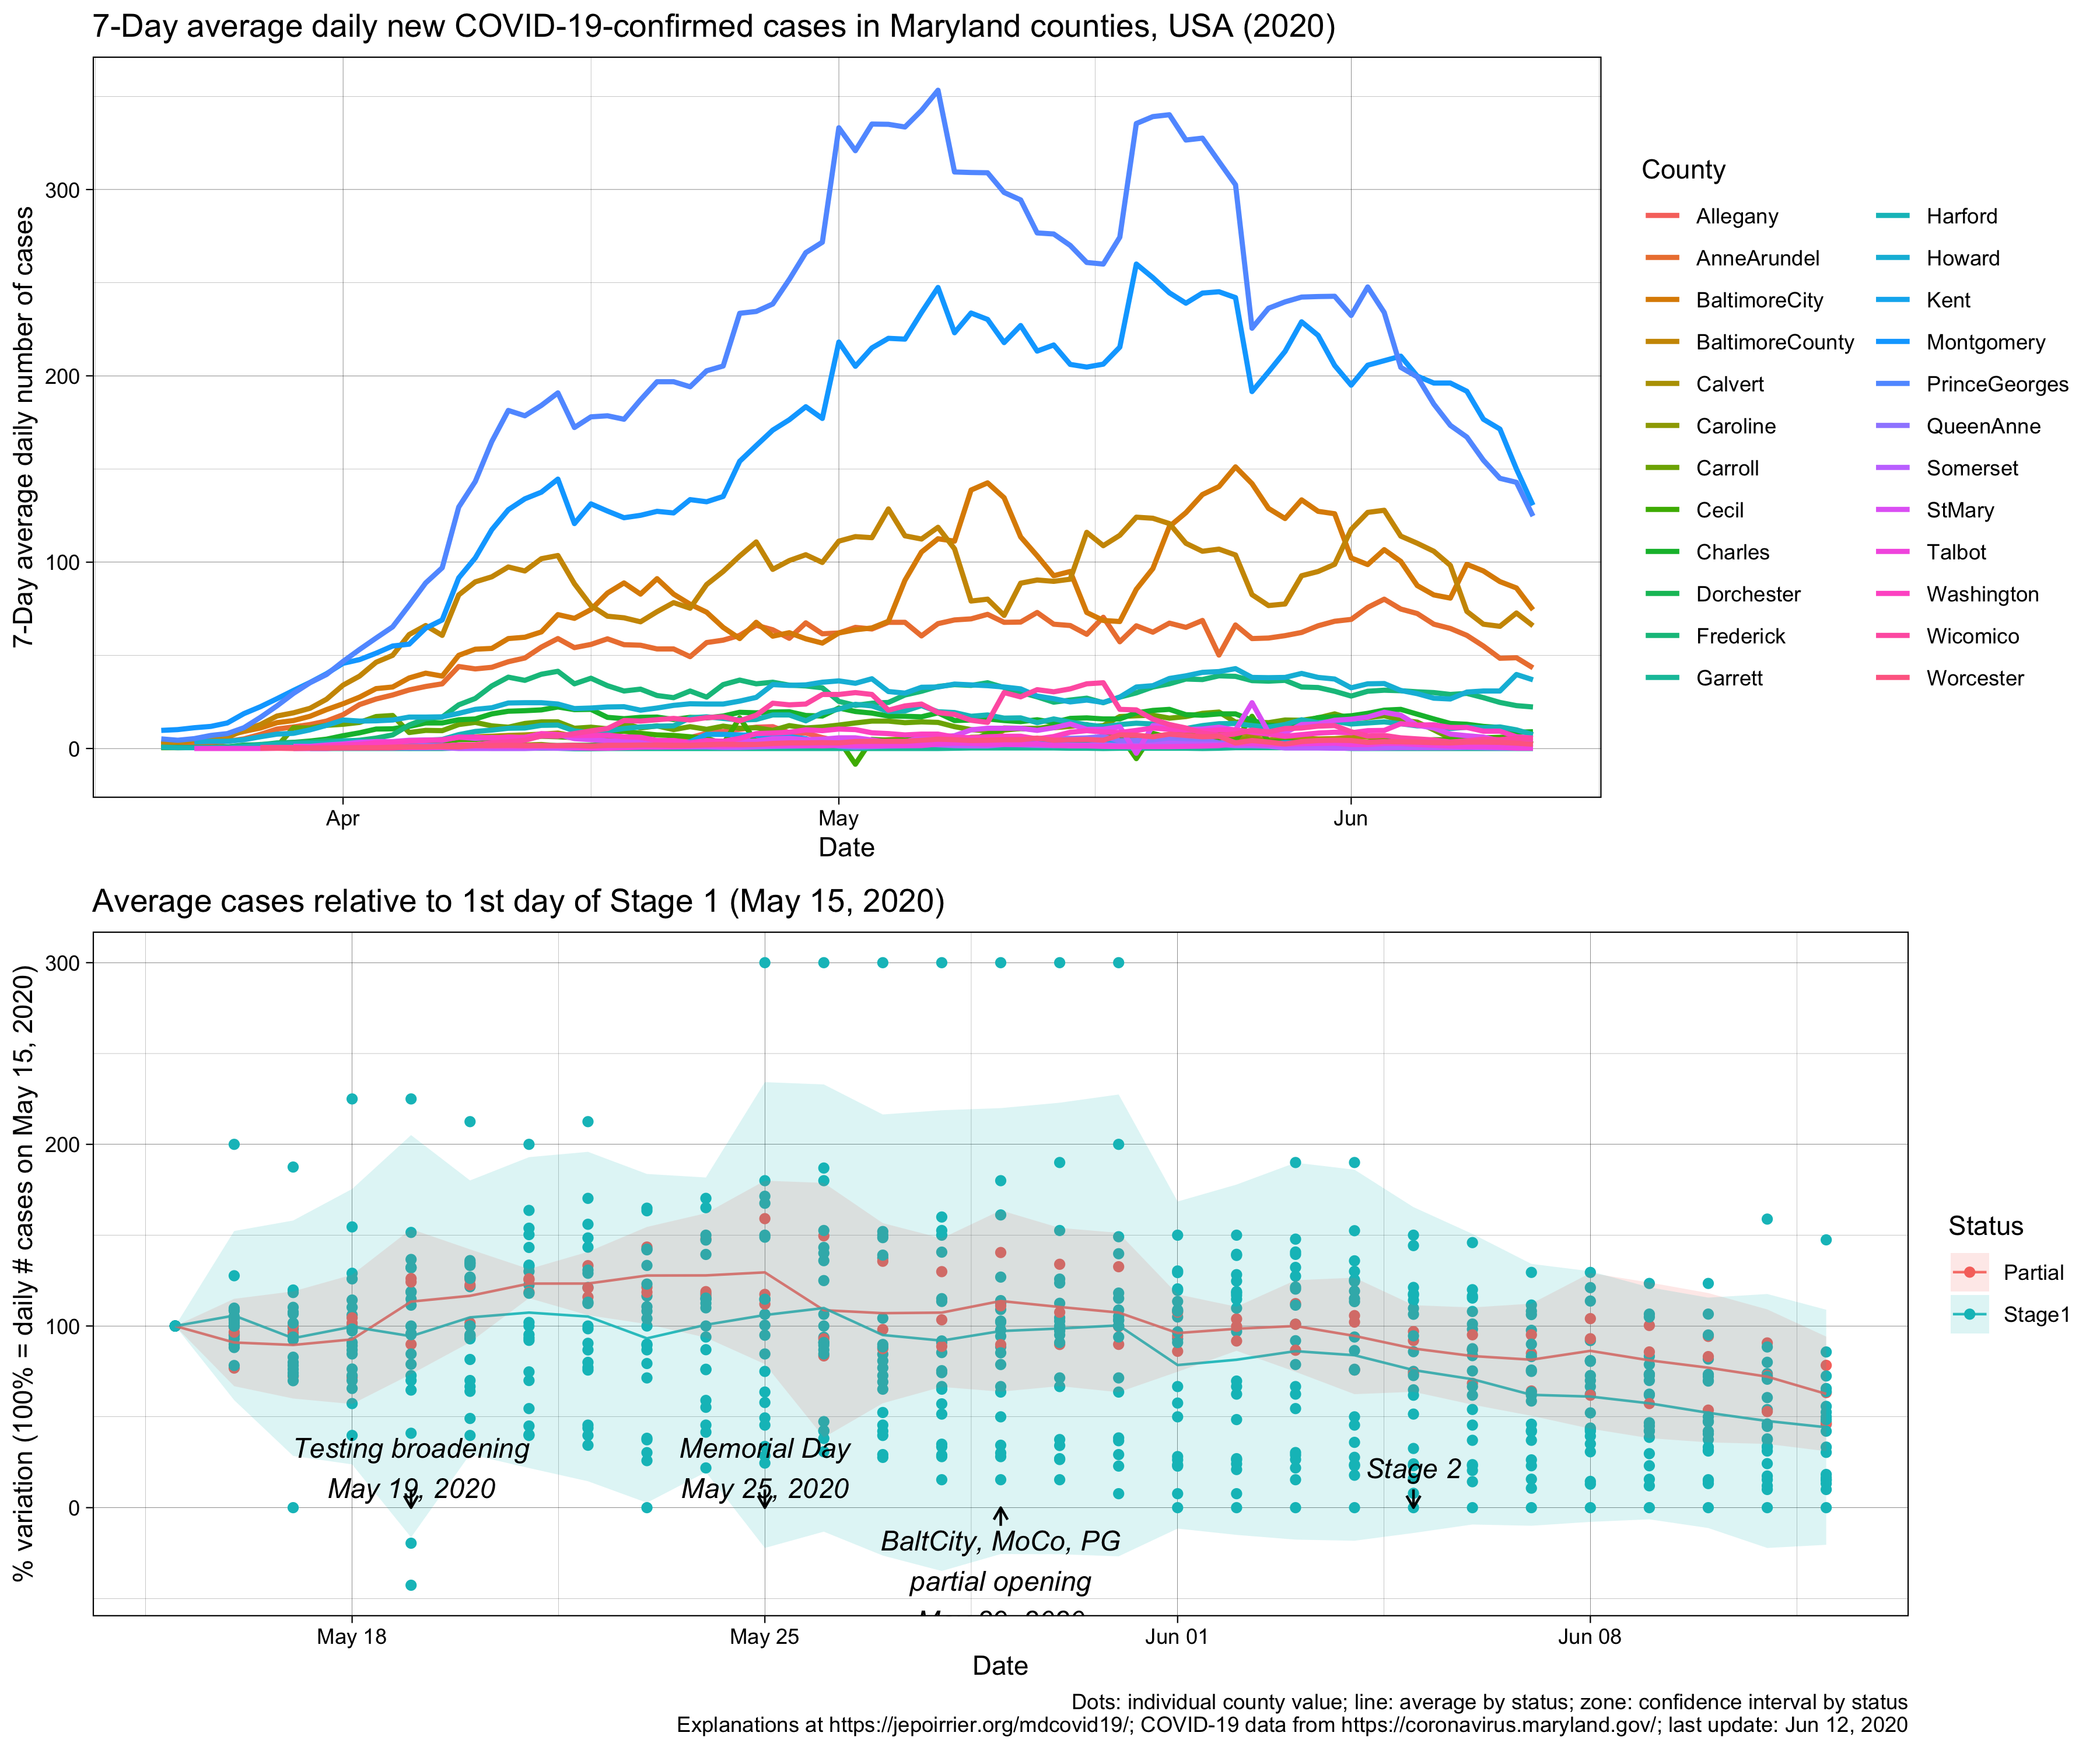 7-Day average daily new COVID-19-confirmed cases in Maryland counties, USA (2020)
7-Day average daily number of cases
300
200
100
0
Apr
May
Jun
Date
County
Allegany
AnneArundel
BaltimoreCity
BaltimoreCounty
Calvert
Caroline
Carroll
Cecil
Charles
Dorchester
Frederick
Garrett
Harford
Howard
Kent
Montgomery
PrinceGeorges
QueenAnne
Somerset
StMary
Talbot
Washington
Wicomico
Worcester
Average cases relative to 1st day of Stage 1 (May 15, 2020)
% variation (100% = daily # cases on May 15, 2020)
300
200
100
0
Testing broadening
May 19, 2020
Memorial Day
May 25, 2020
BaltCity, MoCo, PG
partial opening
Stage 2
May 18
May 25
Jun 01
Jun 08
Date
Status
Partial
Stage1
Dots: individual county value; line: average by status; zone: confidence interval by status
Explanations at https://jepoirrier.org/mdcovid19/; COVID-19 data from https://coronavirus.maryland.gov/; last update: Jun 12, 2020